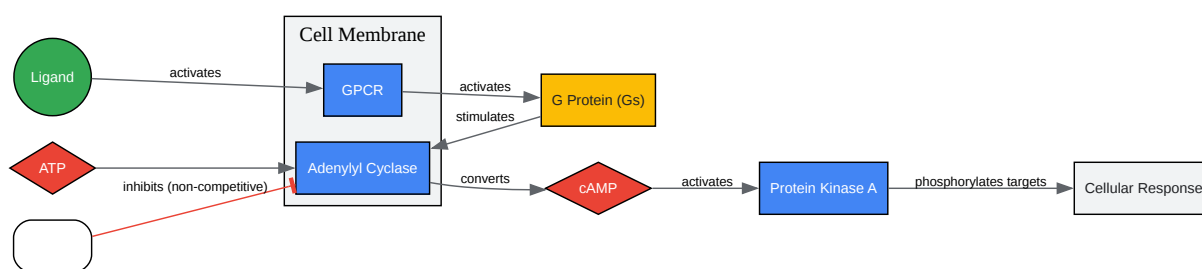 Cell Membrane
Ligand
activates
GPCR
activates
G Protein (Gs)
stimulates
ATP
Adenylyl Cyclase
inhibits (non-competitive)
converts
cAMP
activates
Protein Kinase A
phosphorylates targets
Cellular Response